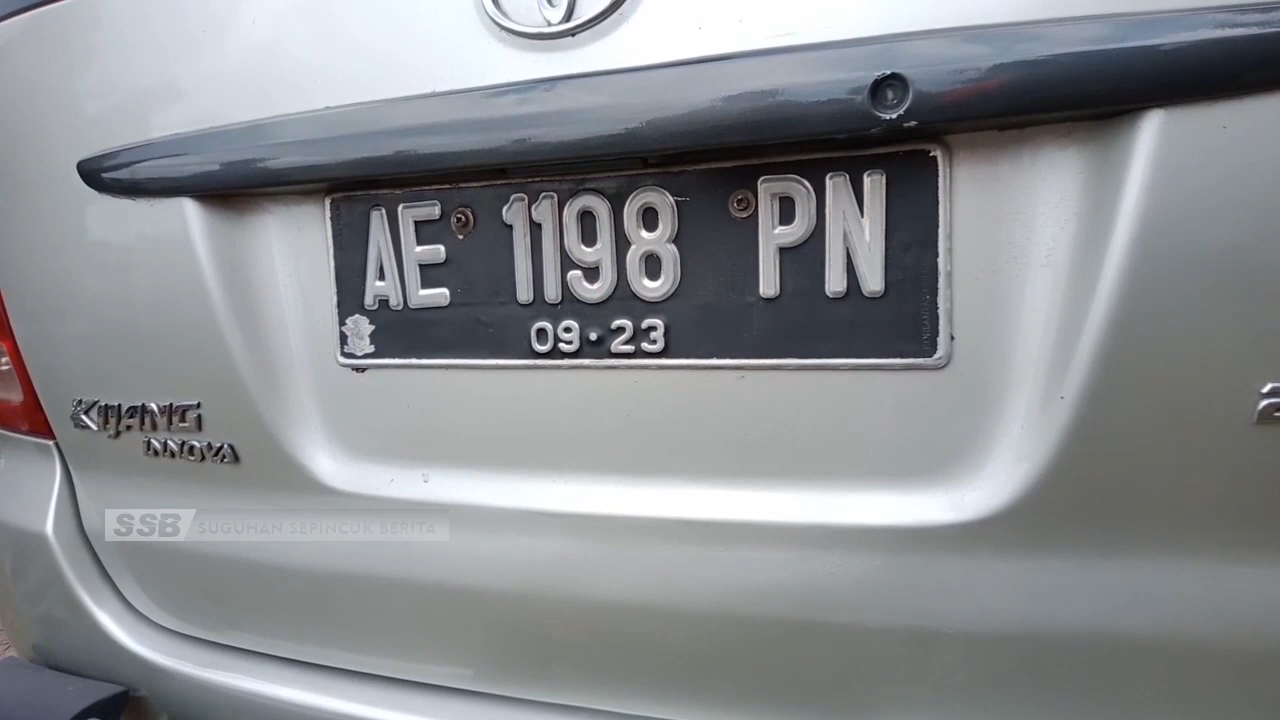 AE 1198 PN
09·23
KIJANG
INNOVA
SSB SUGUHAN SEPINCUK BERITA